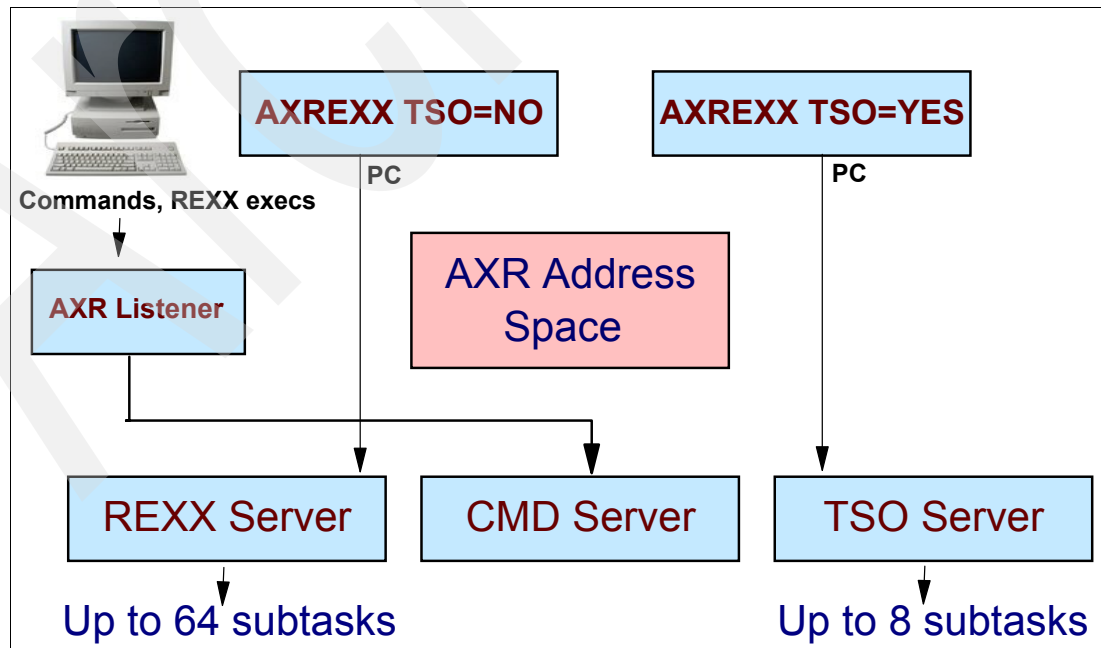 AXREXX TSO=NO
AXREXX TSO=YES
PC
PC
Commands, REXX execs
AXR Listener
AXR Address
Space
REXX Server
CMD Server
TSO Server
Up to 64 subtasks
Up to 8 subtasks